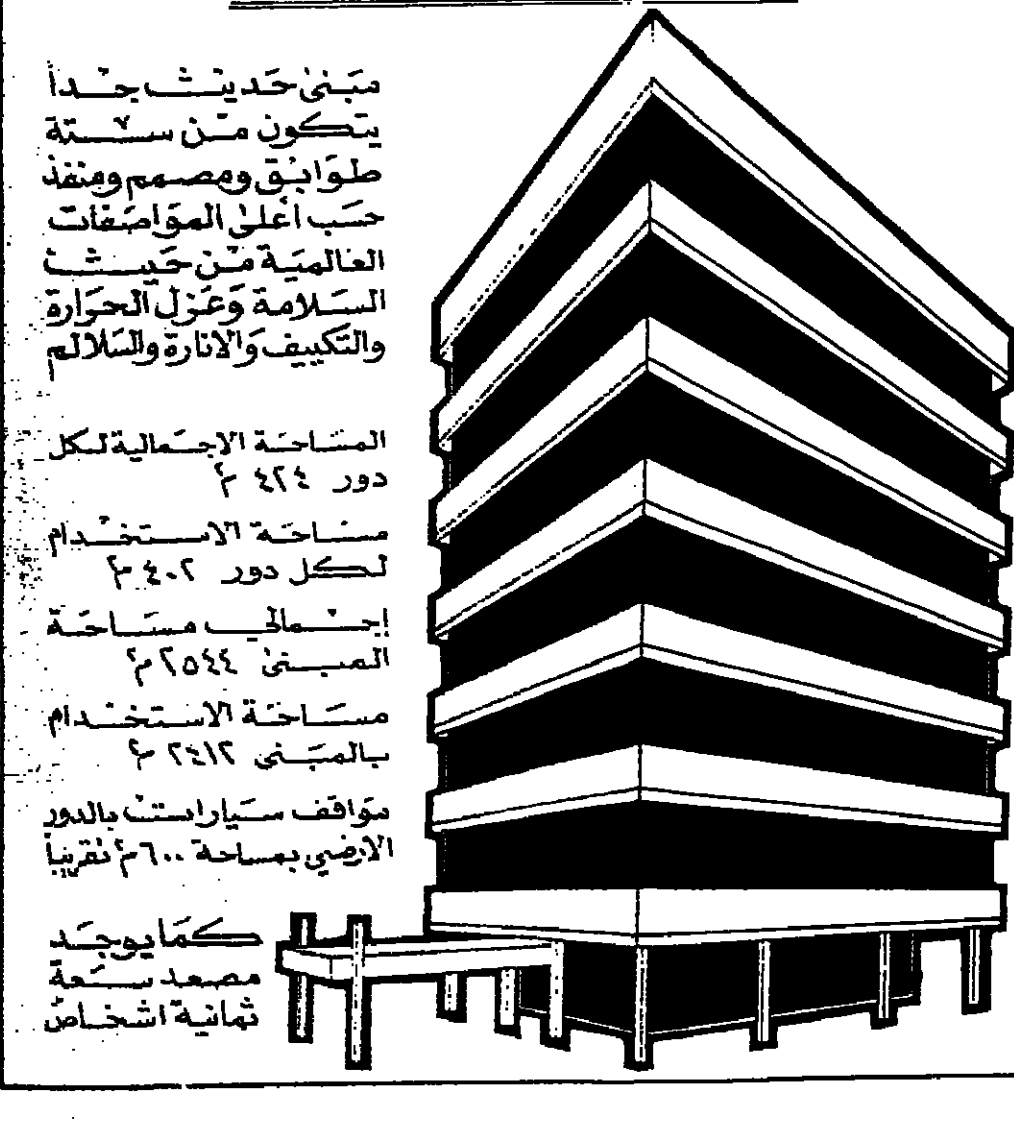 مبنى حديث جداً
يتكون من ستة
طوابق ومصمم ومنفذ
حسب أعلى المواصفات
العالمية من حيث
السلامة وعزل الحرارة
والتكييف والانارة والسلالم
المساحة الاجمالية لكل
دور ٤٢٤ م٢
مساحة الاستخدام
لكل دور ٤٠٢ م٢
إجمالي مساحة
المبنى ٢٥٤٤ م٢
مساحة الاستخدام
بالمبنى ٢٤١٢ م٢
مواقف سيارات بالدور
الارضي بمساحة ٦٠٠ م٢ تقريباً
كما يوجد
مصعد سعة
ثمانية اشخاص